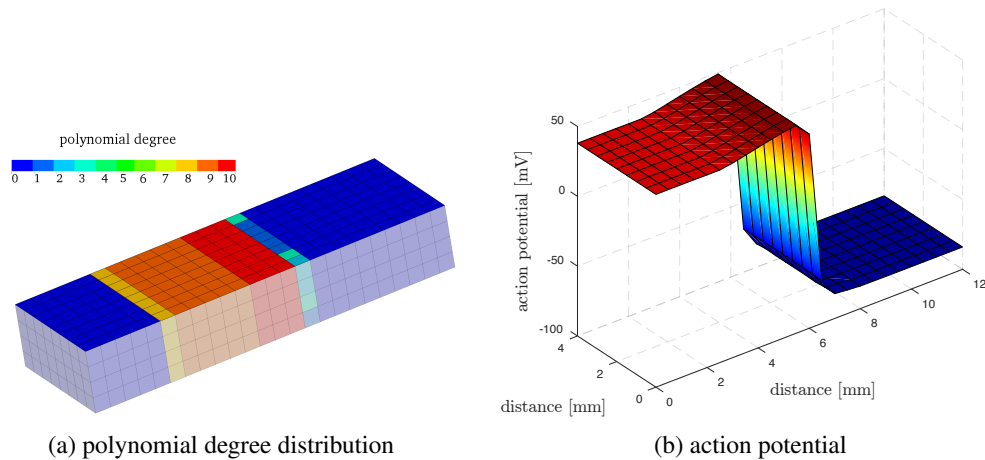 polynomial degree
0 1 2 3 4 5 6 7 8 9 10
action potential [mV]
50
0
-50
-100
4
2
0
distance [mm]
0
2
4
6
8
10
12
distance [mm]
(a) polynomial degree distribution
(b) action potential